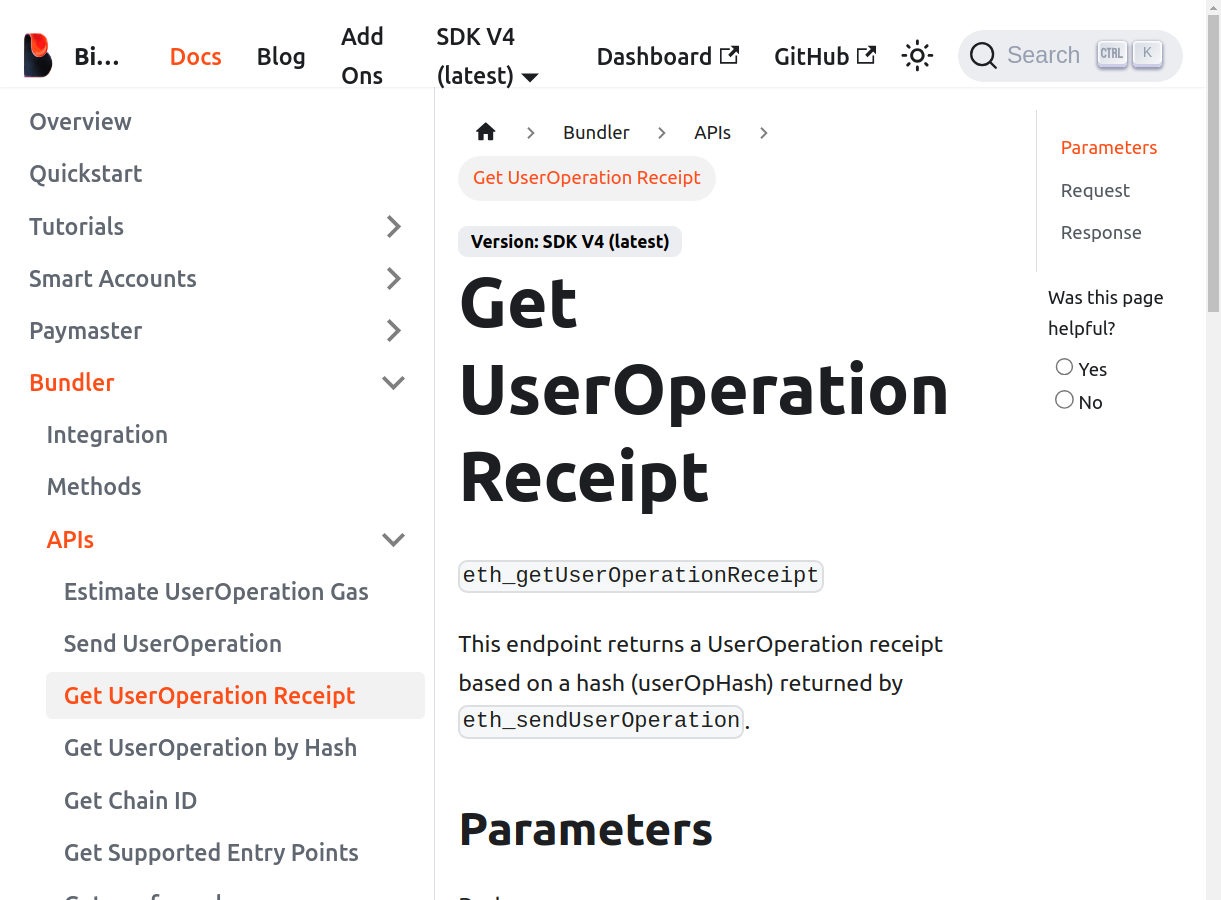 Bi...
Docs
Blog
Add
Ons
SDK V4
(latest)
Dashboard
GitHub
Search
CTRL
K
Overview
Quickstart
Tutorials
Smart Accounts
Paymaster
Bundler
Integration
Methods
APIs
Estimate UserOperation Gas
Send UserOperation
Get UserOperation Receipt
Get UserOperation by Hash
Get Chain ID
Get Supported Entry Points
Bundler
APIs
Get UserOperation Receipt
Version: SDK V4 (latest)
Get
UserOperation
Receipt
eth_getUserOperationReceipt
This endpoint returns a UserOperation receipt
based on a hash (userOpHash) returned by
eth_sendUserOperation.
Parameters
Parameters
Request
Response
Was this page
helpful?
Yes
No